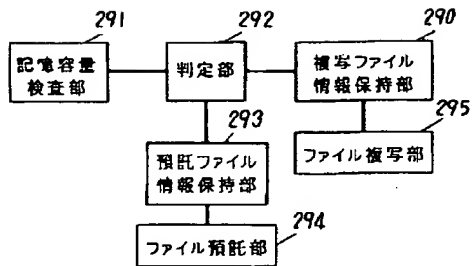 291
292
290
記憶容量
検査部
判定部
複写ファイル
情報保持部
293
295
預託ファイル
情報保持部
ファイル複写部
294
ファイル預託部